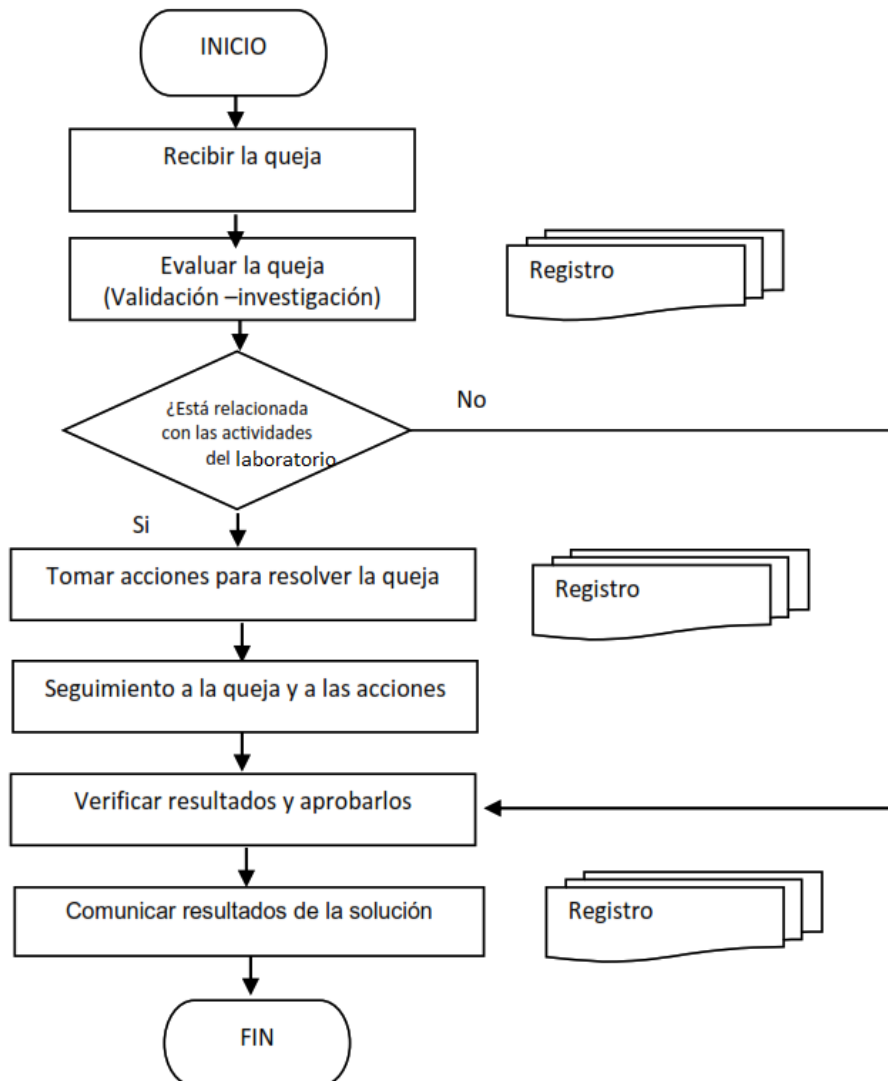 INICIO
Recibir la queja
Evaluar la queja
(Validación –investigación)
Registro
¿Está relacionada
con las actividades
del laboratorio
No
Si
Tomar acciones para resolver la queja
Registro
Seguimiento a la queja y a las acciones
Verificar resultados y aprobarlos
Comunicar resultados de la solución
Registro
FIN